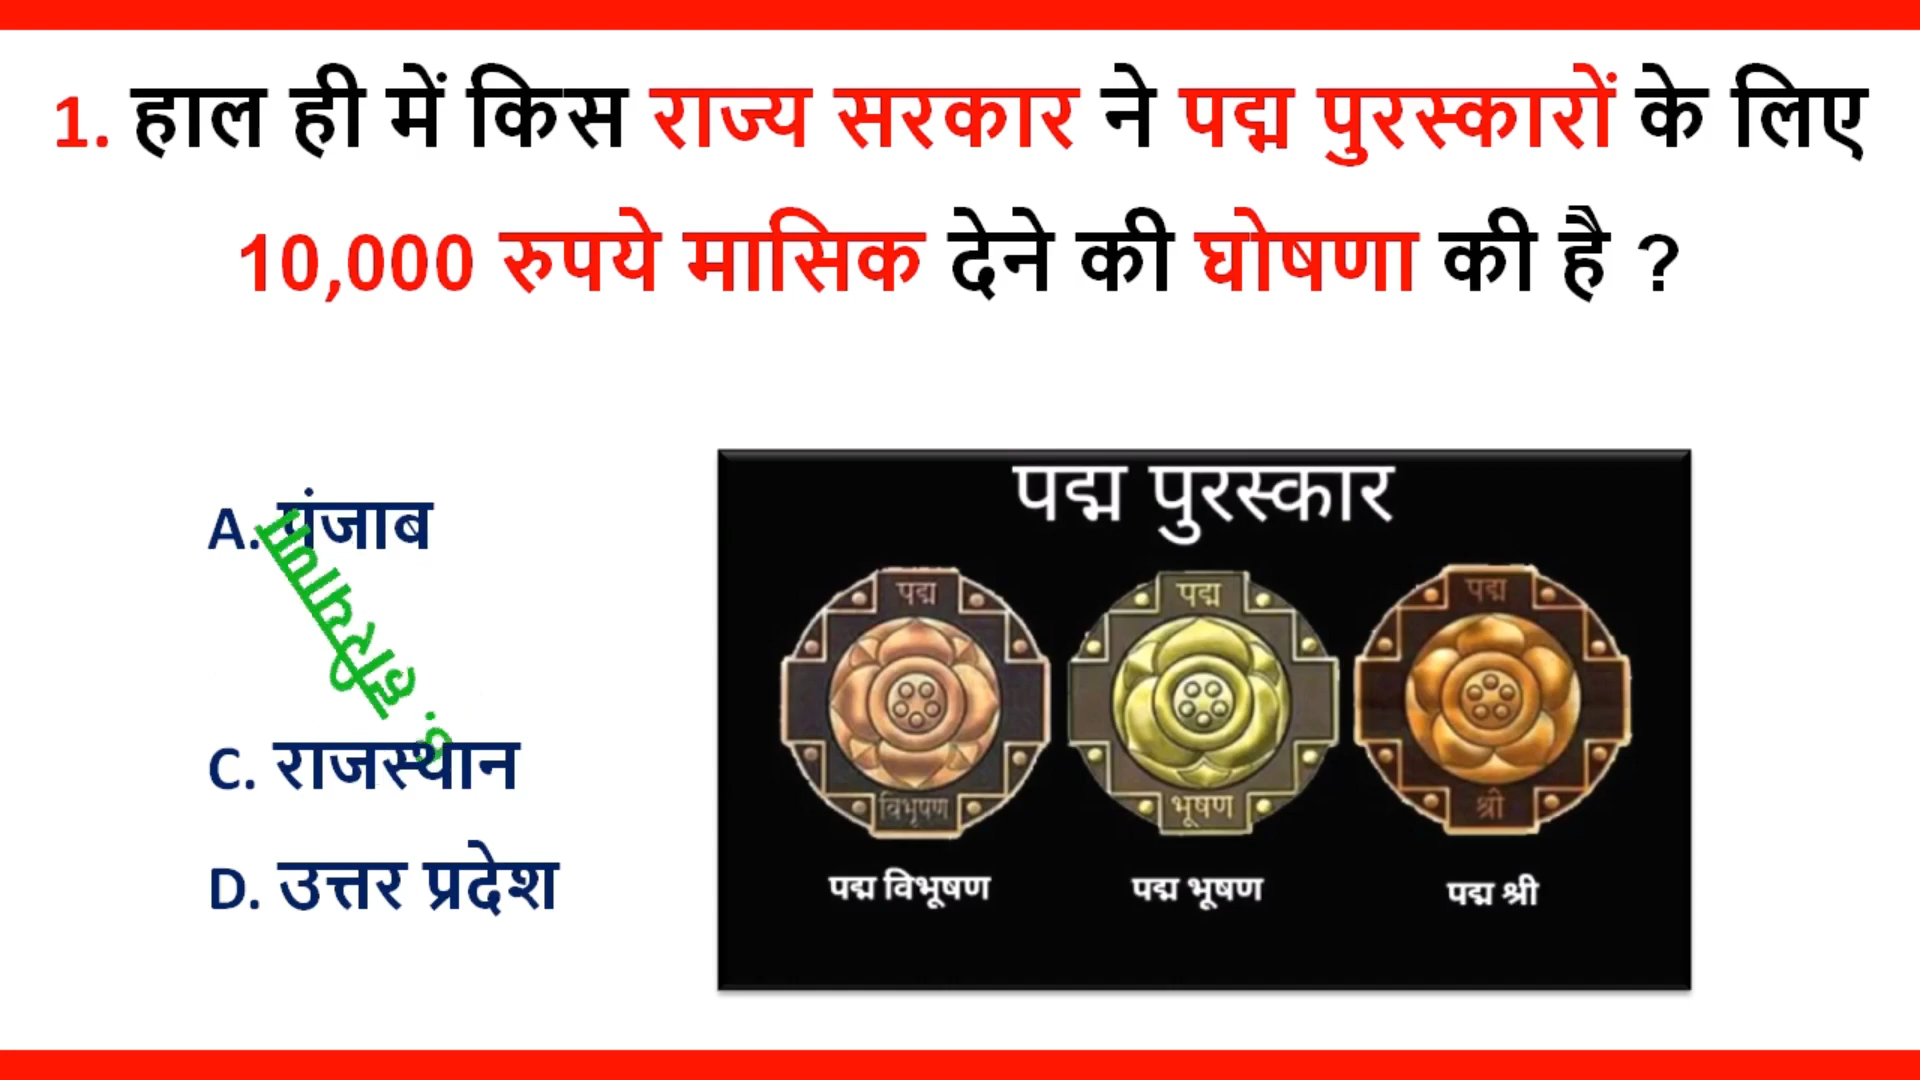 1. हाल ही में किस राज्य सरकार ने पद्म पुरस्कारों के लिए
10,000 रुपये मासिक देने की घोषणा की है ?
A. पंजाब
हरियाणा
C. राजस्थान
D. उत्तर प्रदेश
पद्म पुरस्कार
पद्म
विभूषण
पद्म विभूषण
पद्म
भूषण
पद्म भूषण
पद्म
श्री
पद्म श्री